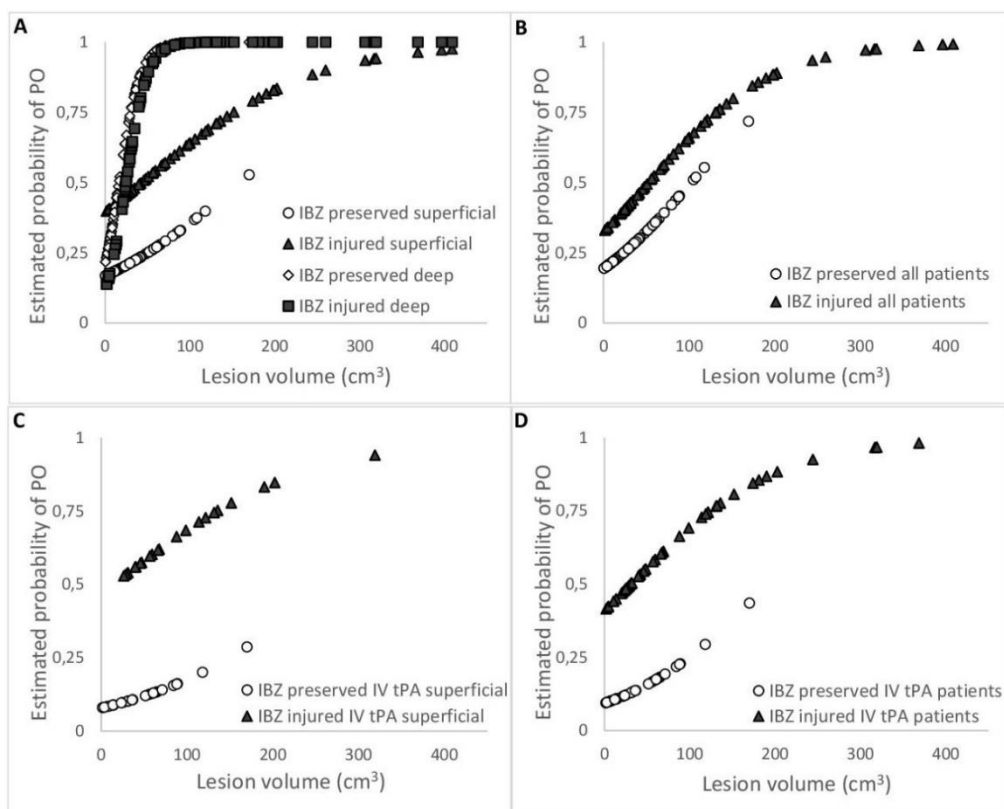 A
Estimated probability of PO
1
0,75
0,5
0,25
0
0 100 200 300 400
Lesion volume (cm³)
IBZ preserved superficial
IBZ injured superficial
IBZ preserved deep
IBZ injured deep
B
Estimated probability of PO
1
0,75
0,5
0,25
0
0 100 200 300 400
Lesion volume (cm³)
IBZ preserved all patients
IBZ injured all patients
C
Estimated probability of PO
1
0,75
0,5
0,25
0
0 100 200 300 400
Lesion volume (cm³)
IBZ preserved IV tPA superficial
IBZ injured IV tPA superficial
D
Estimated probability of PO
1
0,75
0,5
0,25
0
0 100 200 300 400
Lesion volume (cm³)
IBZ preserved IV tPA patients
IBZ injured IV tPA patients